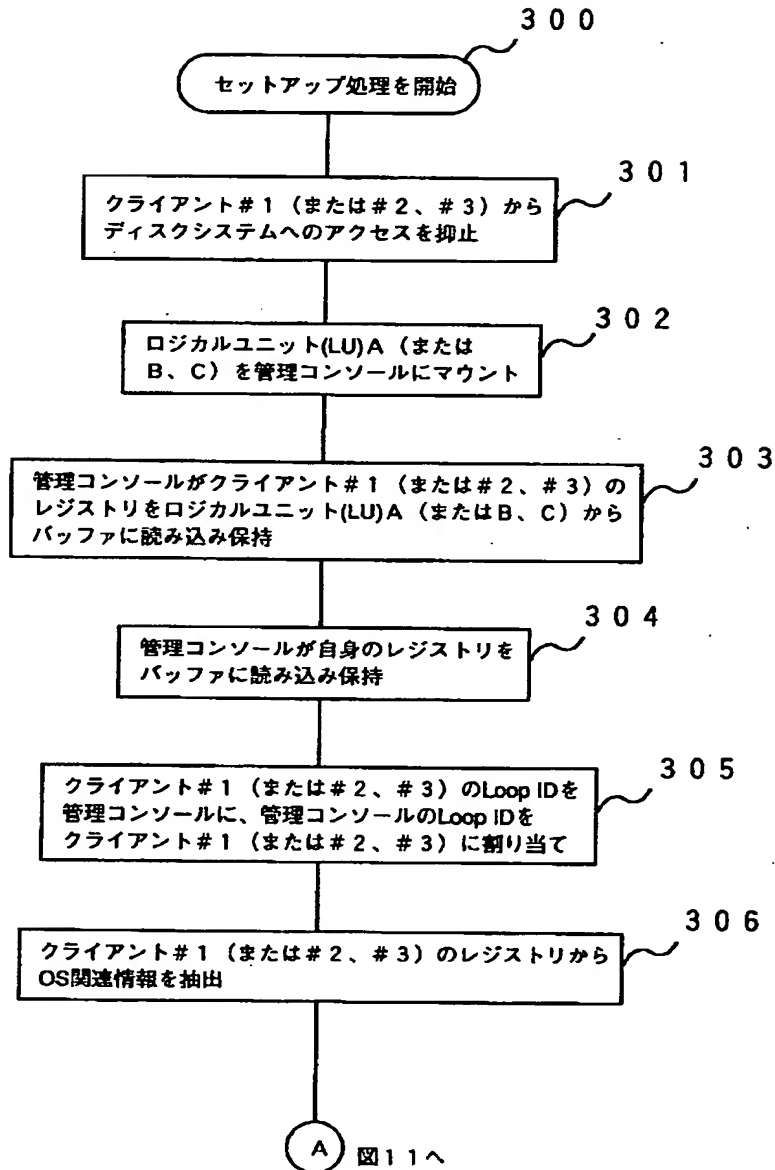 300
セットアップ処理を開始
301
クライアント#1(または#2、#3)から
ディスクシステムへのアクセスを抑止
302
ロジカルユニット(LU)A(または
B、C)を管理コンソールにマウント
303
管理コンソールがクライアント#1(または#2、#3)の
レジストリをロジカルユニット(LU)A(またはB、C)から
バッファに読み込み保持
304
管理コンソールが自身のレジストリを
バッファに読み込み保持
305
クライアント#1(または#2、#3)のLoop IDを
管理コンソールに、管理コンソールのLoop IDを
クライアント#1(または#2、#3)に割り当て
306
クライアント#1(または#2、#3)のレジストリから
OS関連情報を抽出
A 図11へ